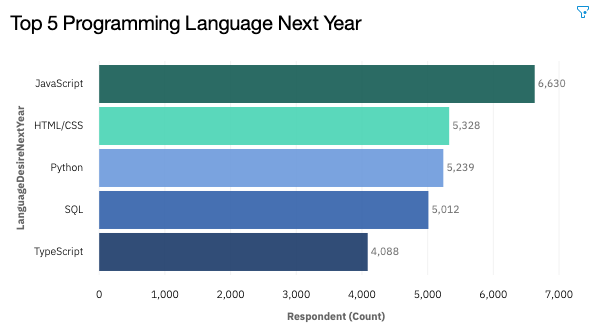 Top 5 Programming Language Next Year
LanguageDesireNextYear
JavaScript 6,630
HTML/CSS 5,328
Python 5,239
SQL 5,012
TypeScript 4,088
0 1,000 2,000 3,000 4,000 5,000 6,000 7,000
Respondent (Count)